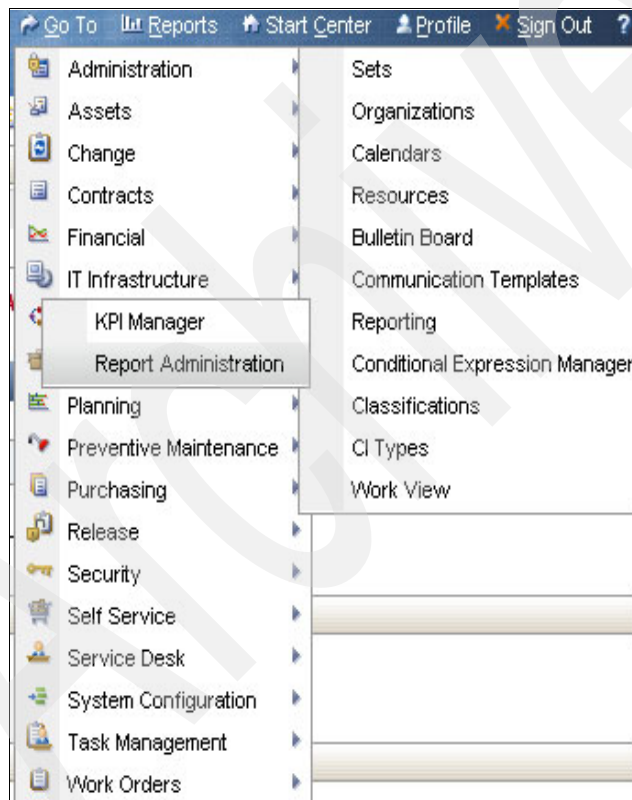 Go To Reports Start Center Profile Sign Out ?
Administration
Assets
Change
Contracts
Financial
IT Infrastructure
KPI Manager
Report Administration
Planning
Preventive Maintenance
Purchasing
Release
Security
Self Service
Service Desk
System Configuration
Task Management
Work Orders
Sets
Organizations
Calendars
Resources
Bulletin Board
Communication Templates
Reporting
Conditional Expression Manager
Classifications
CI Types
Work View